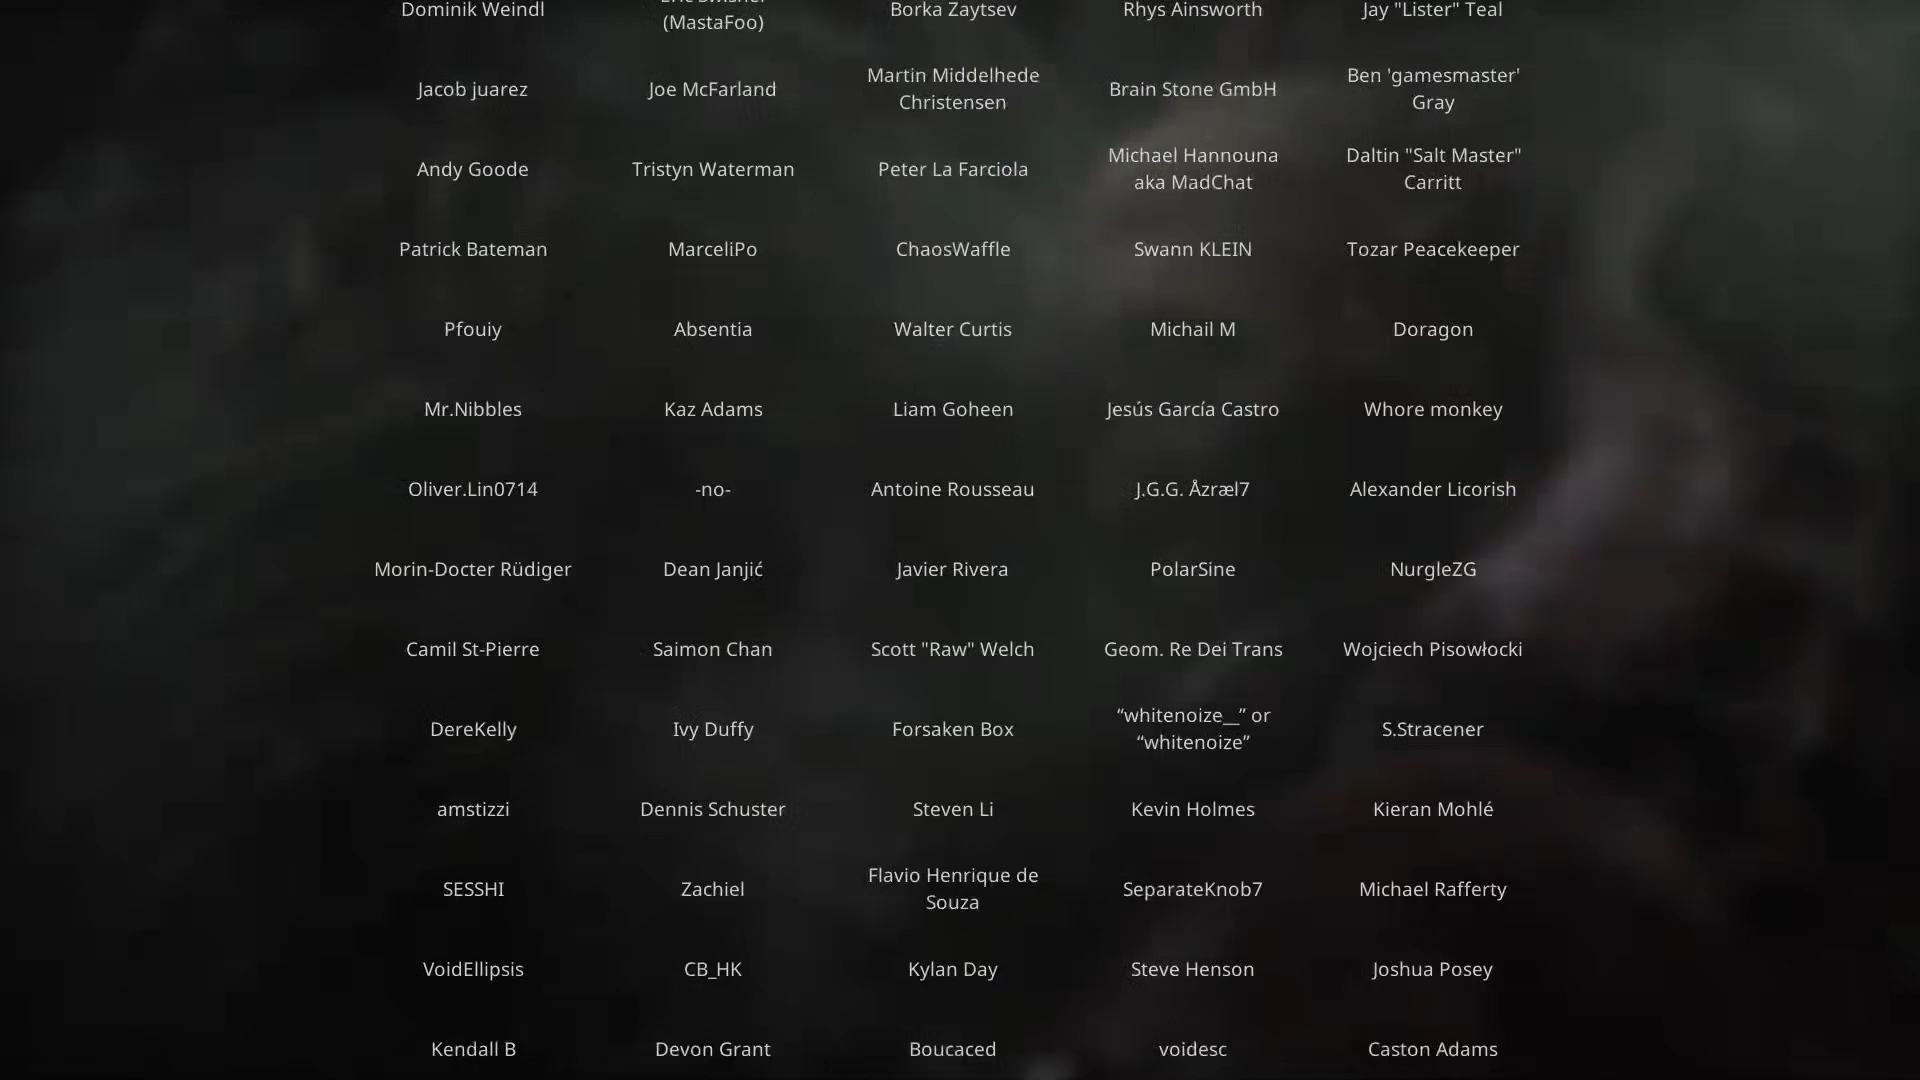 Dominik Weindl
(MastaFoo)
Borka Zaytsev
Rhys Ainsworth
Jay "Lister" Teal
Jacob juarez
Joe McFarland
Martin Middelhede
Christensen
Brain Stone GmbH
Ben 'gamesmaster'
Gray
Andy Goode
Tristyn Waterman
Peter La Farciola
Michael Hannouna
aka MadChat
Daltin "Salt Master"
Carritt
Patrick Bateman
MarceliPo
ChaosWaffle
Swann KLEIN
Tozar Peacekeeper
Pfouiy
Absentia
Walter Curtis
Michail M
Doragon
Mr.Nibbles
Kaz Adams
Liam Goheen
Jesús García Castro
Whore monkey
Oliver.Lin0714
-no-
Antoine Rousseau
J.G.G. Åzræl7
Alexander Licorish
Morin-Docter Rüdiger
Dean Janjić
Javier Rivera
PolarSine
NurgleZG
Camil St-Pierre
Saimon Chan
Scott "Raw" Welch
Geom. Re Dei Trans
Wojciech Pisowłocki
DereKelly
Ivy Duffy
Forsaken Box
“whitenoize__” or
“whitenoize”
S.Stracener
amstizzi
Dennis Schuster
Steven Li
Kevin Holmes
Kieran Mohlé
SESSHI
Zachiel
Flavio Henrique de
Souza
SeparateKnob7
Michael Rafferty
VoidEllipsis
CB_HK
Kylan Day
Steve Henson
Joshua Posey
Kendall B
Devon Grant
Boucaced
voidesc
Caston Adams